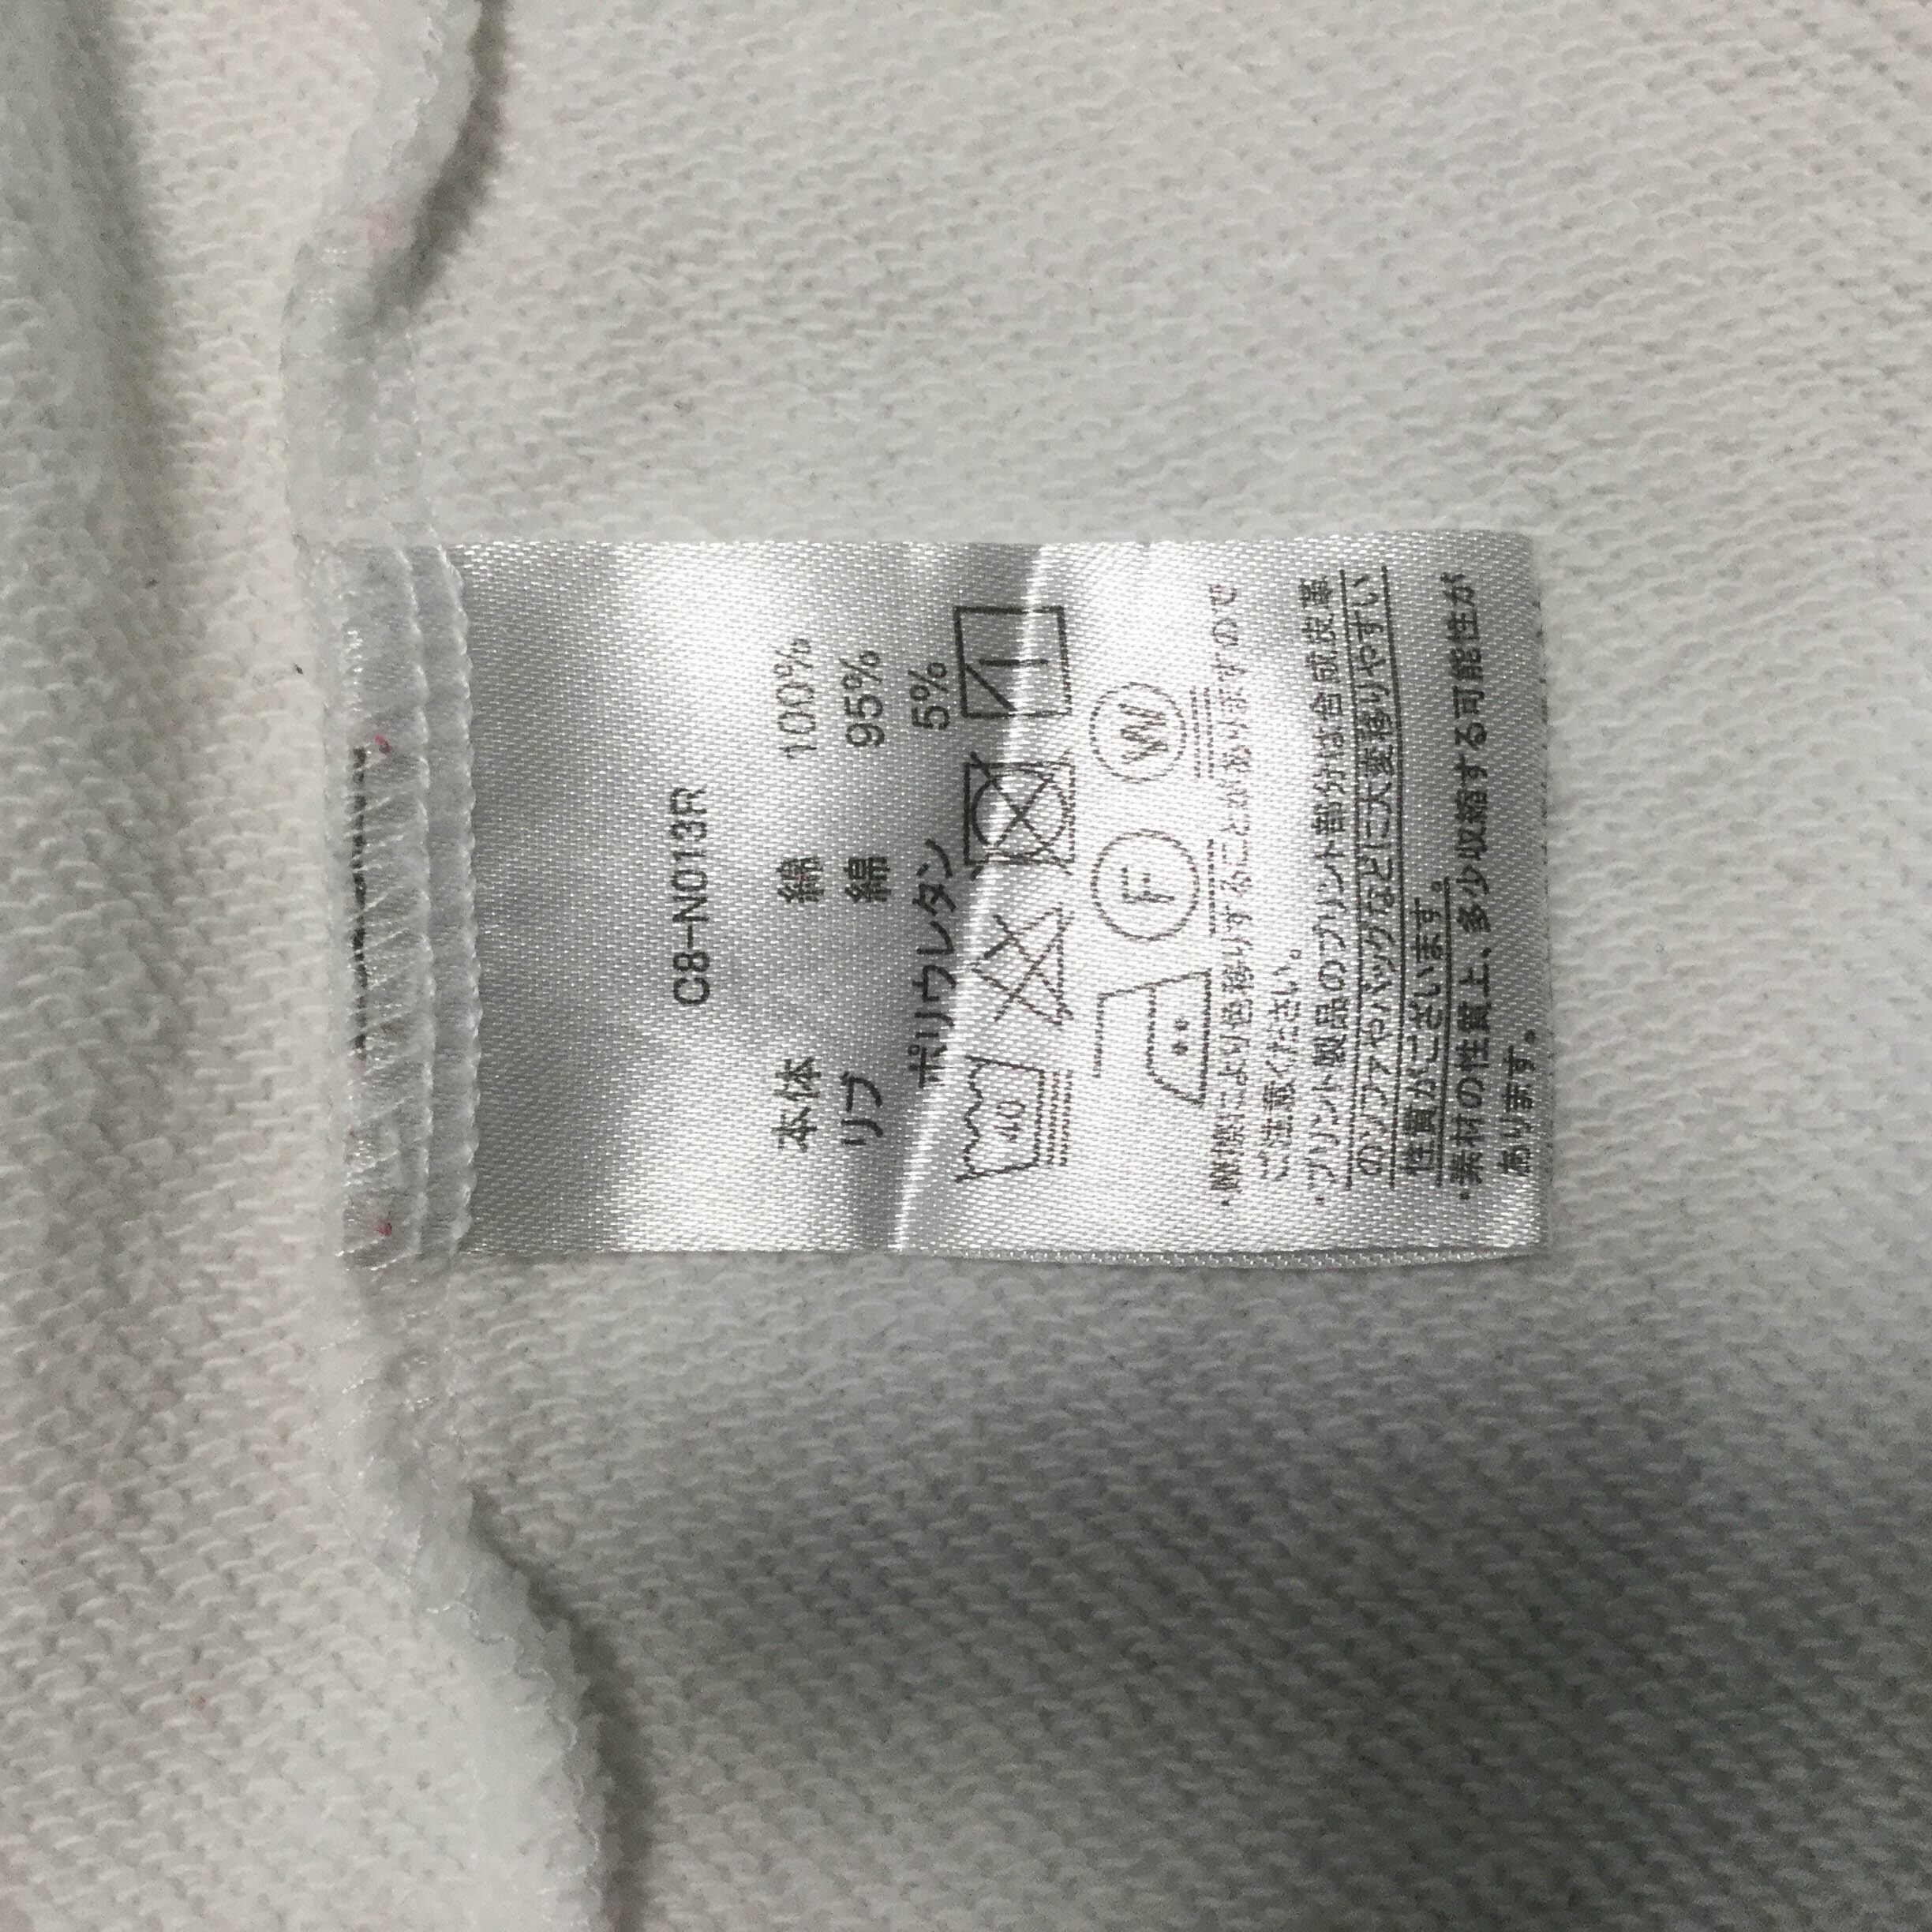 C8-N013R
本体 綿 100%
リブ 綿 95%
ポリウレタン 5%
40
F W
により色移りすることがありますので
ご注意ください。
・プリント製品のプリント部分は合成皮革
のソファやバッグなどに大変移りやすい
性質がございます。
・素材の性質上、多少収縮する可能性が
あります。